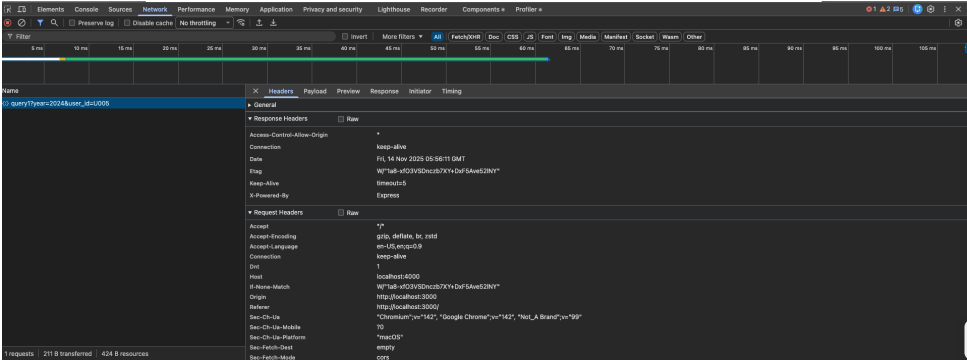 Elements Console Sources Network Performance Memory Application Privacy and security Lighthouse Recorder Components Profiler 1 2 5
Preserve log Disable cache No throttling
Filter Invert More filters All Fetch/XHR Doc CSS JS Font Img Media Manifest Socket Wasm Other
5 ms 10 ms 15 ms 20 ms 25 ms 30 ms 35 ms 40 ms 45 ms 50 ms 55 ms 60 ms 65 ms 70 ms 75 ms 80 ms 85 ms 90 ms 95 ms 100 ms 105 ms
Name
query1?year=2024&user_id=U005
Headers Payload Preview Response Initiator Timing
General
Response Headers Raw
Access-Control-Allow-Origin *
Connection keep-alive
Date Fri, 14 Nov 2025 05:56:11 GMT
Etag W/"1a8-xfO3VSDnczb7XY+DxF5Ave52lNY"
Keep-Alive timeout=5
X-Powered-By Express
Request Headers Raw
Accept */*
Accept-Encoding gzip, deflate, br, zstd
Accept-Language en-US,en;q=0.9
Connection keep-alive
Dnt 1
Host localhost:4000
If-None-Match W/"1a8-xfO3VSDnczb7XY+DxF5Ave52lNY"
Origin http://localhost:3000
Referer http://localhost:3000/
Sec-Ch-Ua "Chromium";v="142", "Google Chrome";v="142", "Not_A Brand";v="99"
Sec-Ch-Ua-Mobile ?0
Sec-Ch-Ua-Platform "macOS"
Sec-Fetch-Dest empty
Sec-Fetch-Mode cors
1 requests 211 B transferred 424 B resources